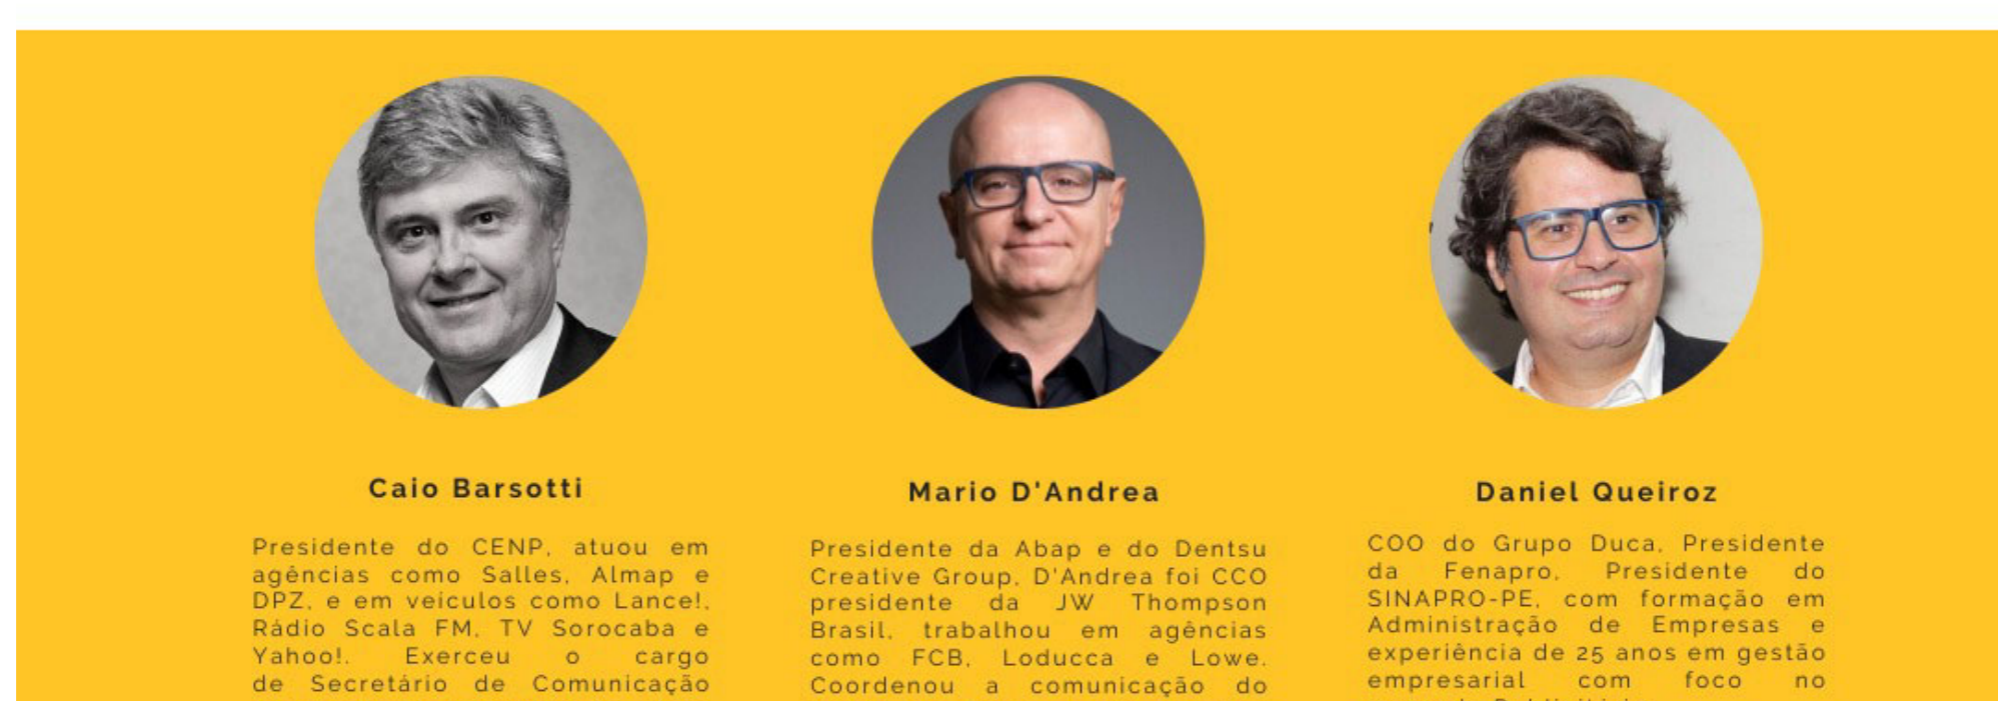 Caio Barsotti
Presidente do CENP, atuou em
agências como Salles, Almap e
DPZ, e em veículos como Lance!,
Rádio Scala FM, TV Sorocaba e
Yahoo!. Exerceu o cargo
de Secretário de Comunicação
Mario D'Andrea
Presidente da Abap e do Dentsu
Creative Group, D'Andrea foi CCO
presidente da JW Thompson
Brasil, trabalhou em agências
como FCB, Loducca e Lowe.
Coordenou a comunicação do
Daniel Queiroz
COO do Grupo Duca, Presidente
da Fenapro, Presidente do
SINAPRO-PE, com formação em
Administração de Empresas e
experiência de 25 anos em gestão
empresarial com foco no